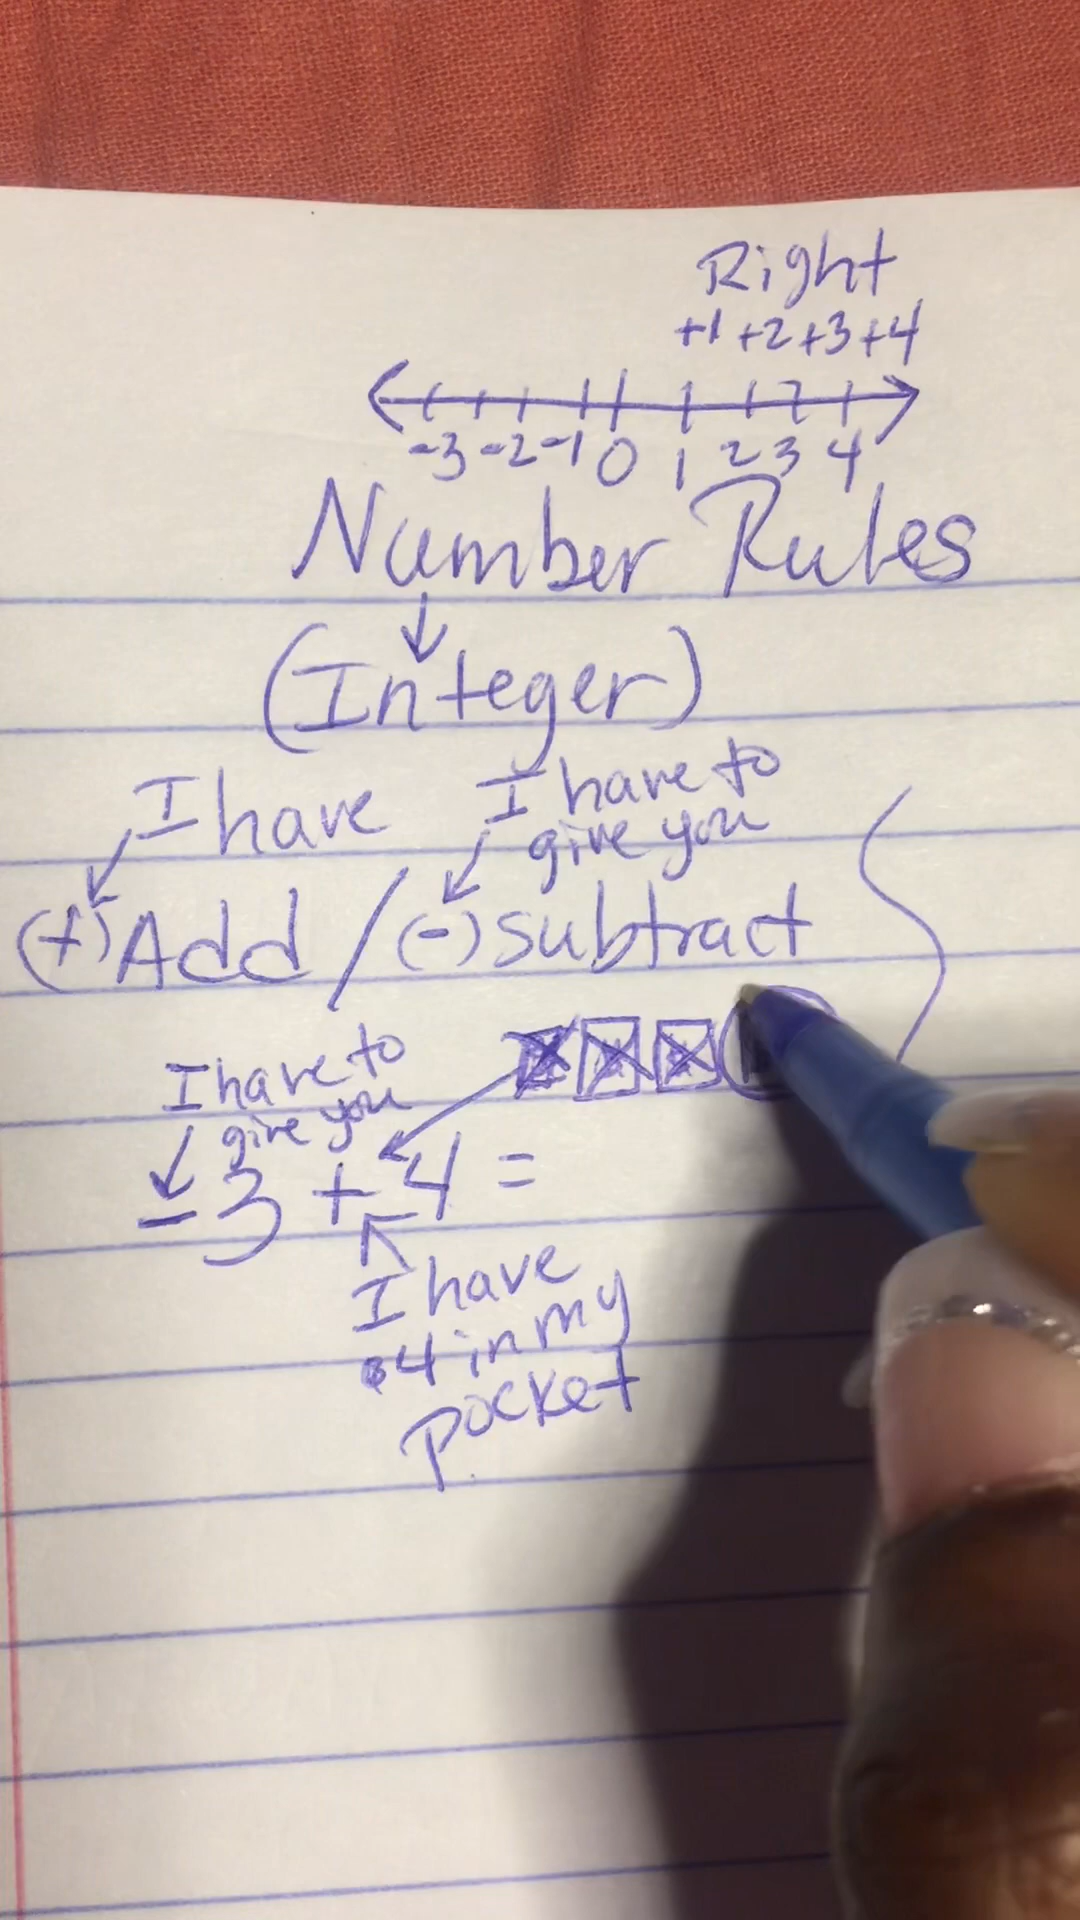 Right
+1 +2 +3 +4
-3 -2 -1 0 1 2 3 4
Number Rules
(Integer)
I have
I have to
give you
(+) Add / (-) subtract
I have to
give you
-3 + 4 =
I have
$4 in my
pocket